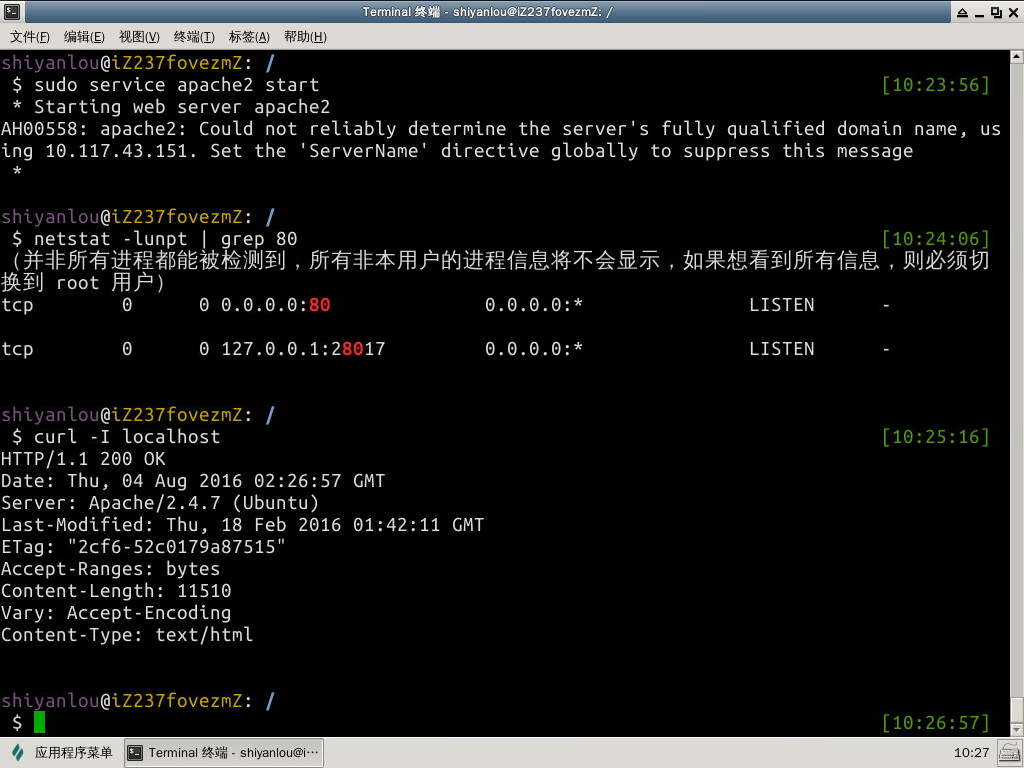 Terminal 终端 - shiyanlou@iZ237fovezmZ: /
文件(F) 编辑(E) 视图(V) 终端(T) 标签(A) 帮助(H)
shiyanlou@iZ237fovezmZ: /
$ sudo service apache2 start [10:23:56]
* Starting web server apache2
AH00558: apache2: Could not reliably determine the server's fully qualified domain name, us
ing 10.117.43.151. Set the 'ServerName' directive globally to suppress this message
*
shiyanlou@iZ237fovezmZ: /
$ netstat -lunpt | grep 80 [10:24:06]
（并非所有进程都能被检测到，所有非本用户的进程信息将不会显示，如果想看到所有信息，则必须切
换到 root 用户）
tcp 0 0 0.0.0.0:80 0.0.0.0:* LISTEN -
tcp 0 0 127.0.0.1:28017 0.0.0.0:* LISTEN -
shiyanlou@iZ237fovezmZ: /
$ curl -I localhost [10:25:16]
HTTP/1.1 200 OK
Date: Thu, 04 Aug 2016 02:26:57 GMT
Server: Apache/2.4.7 (Ubuntu)
Last-Modified: Thu, 18 Feb 2016 01:42:11 GMT
ETag: "2cf6-52c0179a87515"
Accept-Ranges: bytes
Content-Length: 11510
Vary: Accept-Encoding
Content-Type: text/html
shiyanlou@iZ237fovezmZ: /
$ [10:26:57]
应用程序菜单 Terminal 终端 - shiyanlou@i… 10:27